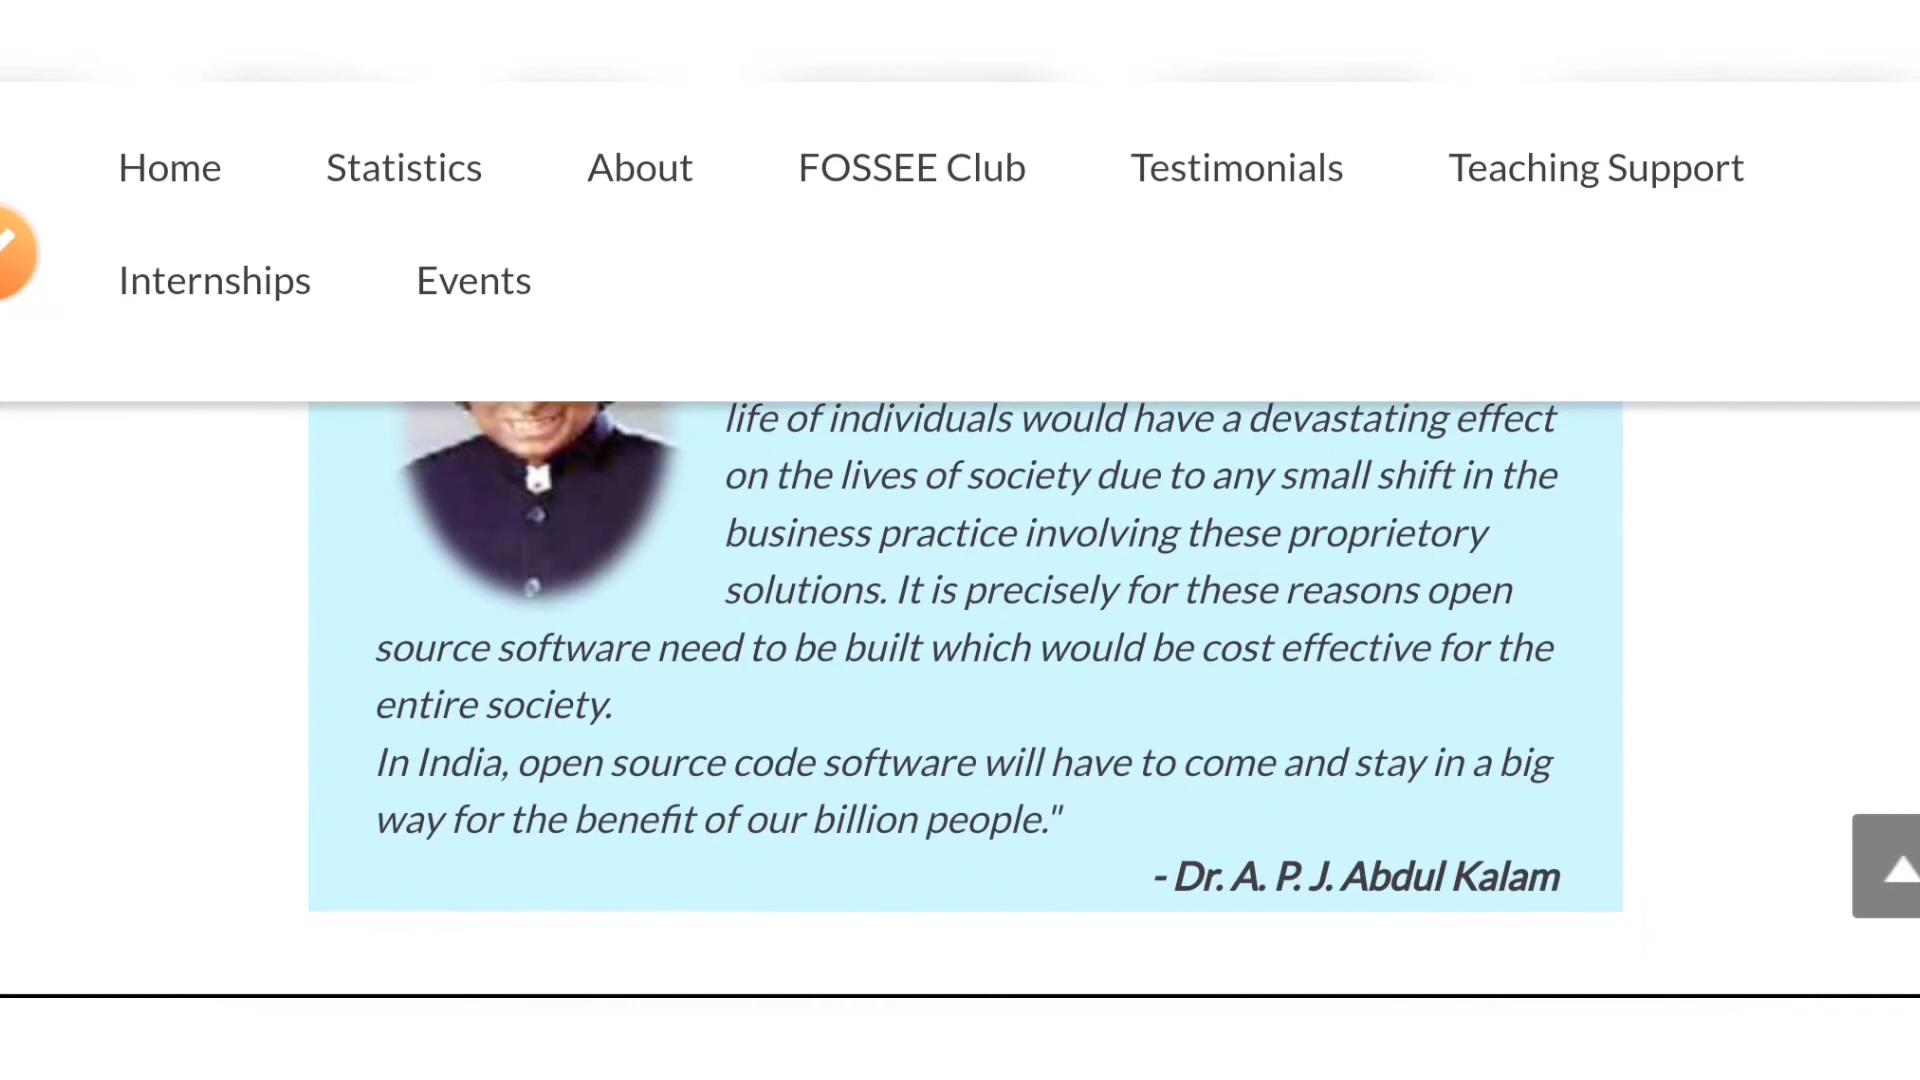 Home Statistics About FOSSEE Club Testimonials Teaching Support
Internships Events
life of individuals would have a devastating effect
on the lives of society due to any small shift in the
business practice involving these proprietory
solutions. It is precisely for these reasons open
source software need to be built which would be cost effective for the
entire society.
In India, open source code software will have to come and stay in a big
way for the benefit of our billion people."
- Dr. A. P. J. Abdul Kalam